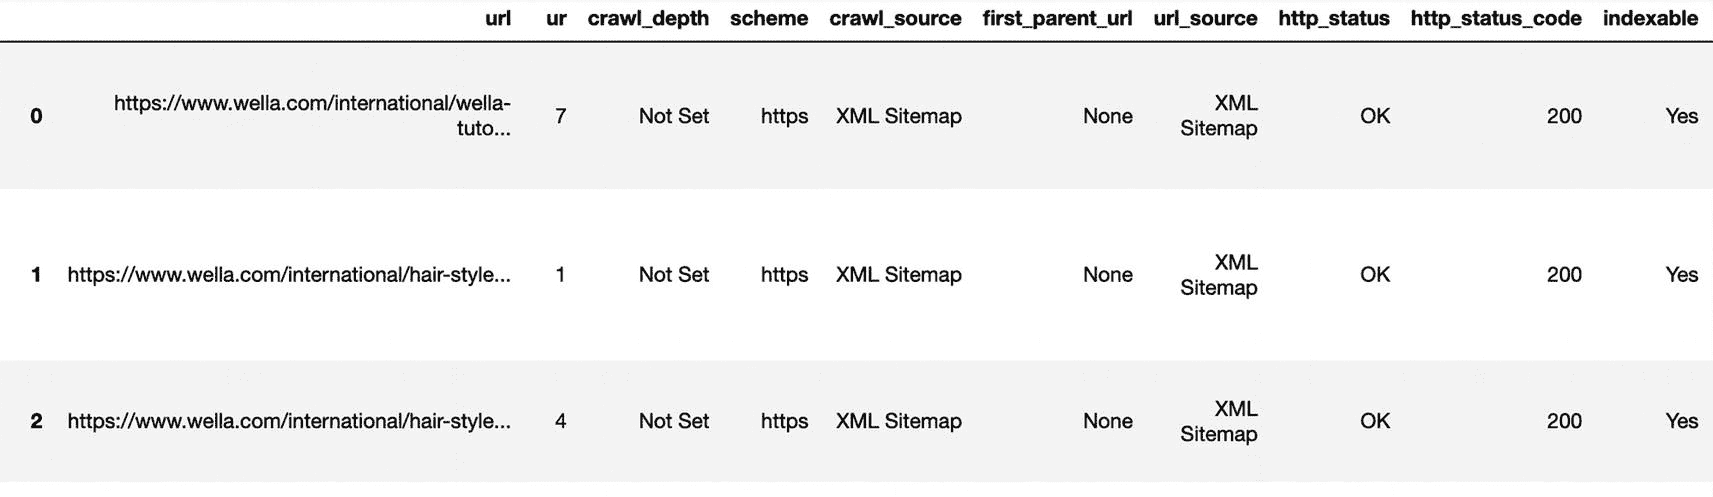 url ur crawl_depth scheme crawl_source first_parent_url url_source http_status http_status_code indexable
0 https://www.wella.com/international/wella-tuto... 7 Not Set https XML Sitemap None XML Sitemap OK 200 Yes
1 https://www.wella.com/international/hair-style... 1 Not Set https XML Sitemap None XML Sitemap OK 200 Yes
2 https://www.wella.com/international/hair-style... 4 Not Set https XML Sitemap None XML Sitemap OK 200 Yes